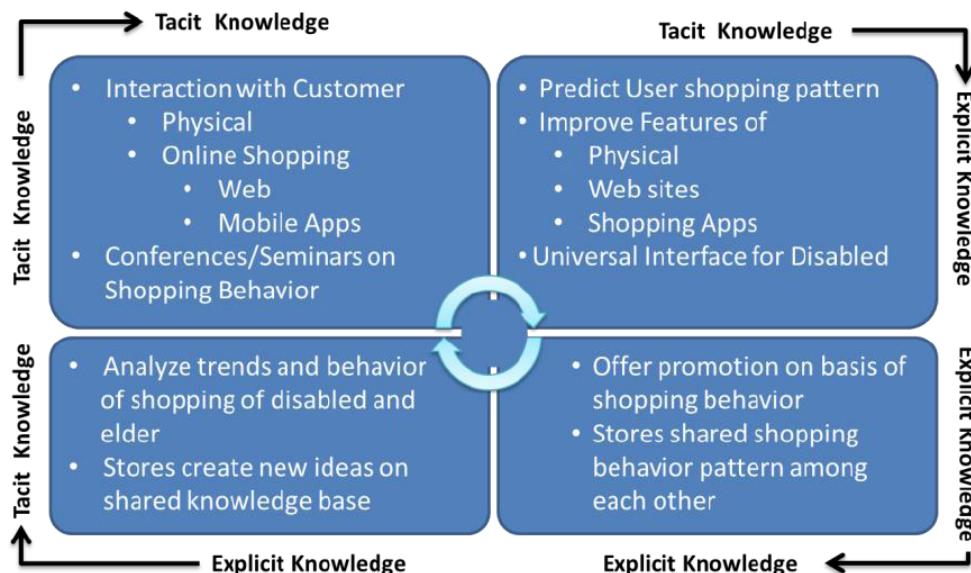 Tacit Knowledge
Tacit Knowledge
Tacit Knowledge
• Interaction with Customer
• Physical
• Online Shopping
• Web
• Mobile Apps
• Conferences/Seminars on
Shopping Behavior
• Predict User shopping pattern
• Improve Features of
• Physical
• Web sites
• Shopping Apps
• Universal Interface for Disabled
Explicit Knowledge
Tacit Knowledge
• Analyze trends and behavior
of shopping of disabled and
elder
• Stores create new ideas on
shared knowledge base
• Offer promotion on basis of
shopping behavior
• Stores shared shopping
behavior pattern among
each other
Explicit Knowledge
Explicit Knowledge
Explicit Knowledge